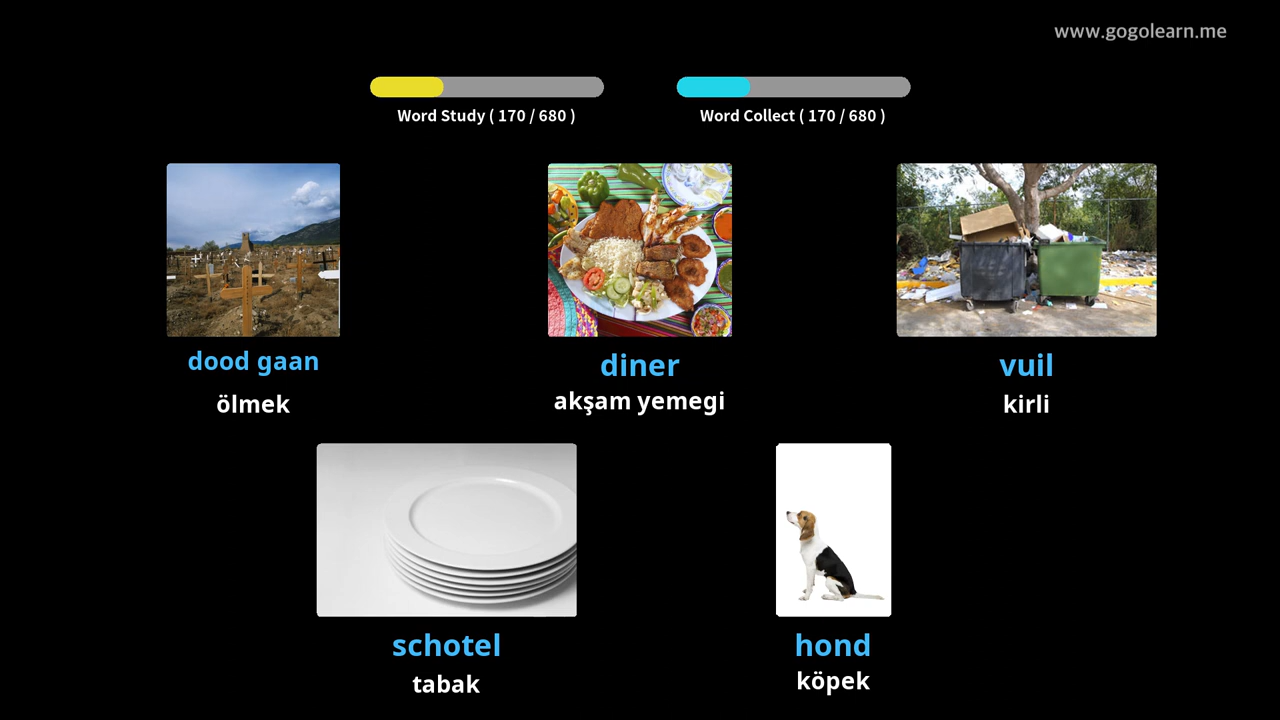 www.gogolearn.me
Word Study ( 170 / 680 )
Word Collect ( 170 / 680 )
dood gaan
ölmek
diner
akşam yemegi
vuil
kirli
schotel
tabak
hond
köpek